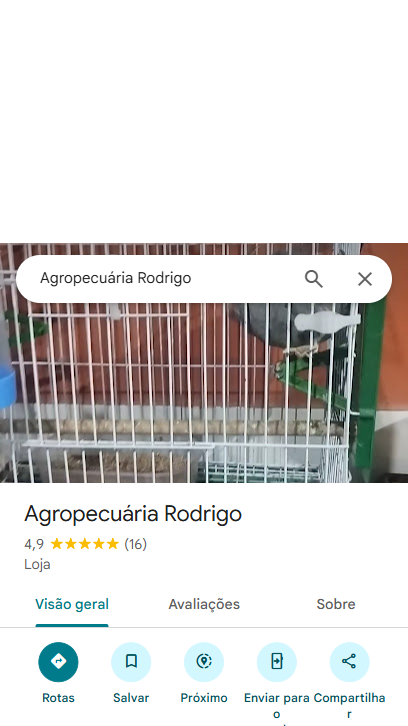 Agropecuária Rodrigo
Agropecuária Rodrigo
4,9 ★★★★★ (16)
Loja
Visão geral Avaliações Sobre
Rotas Salvar Próximo Enviar para o Compartilhar